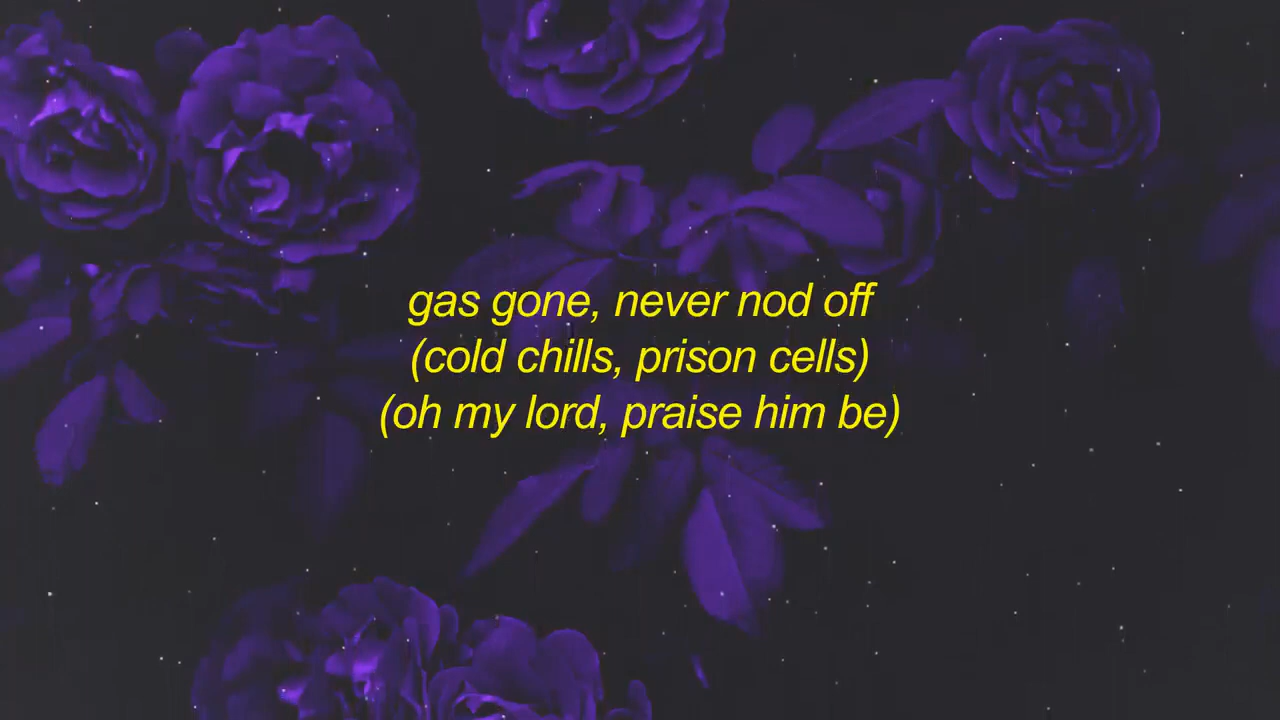 gas gone, never nod off
(cold chills, prison cells)
(oh my lord, praise him be)